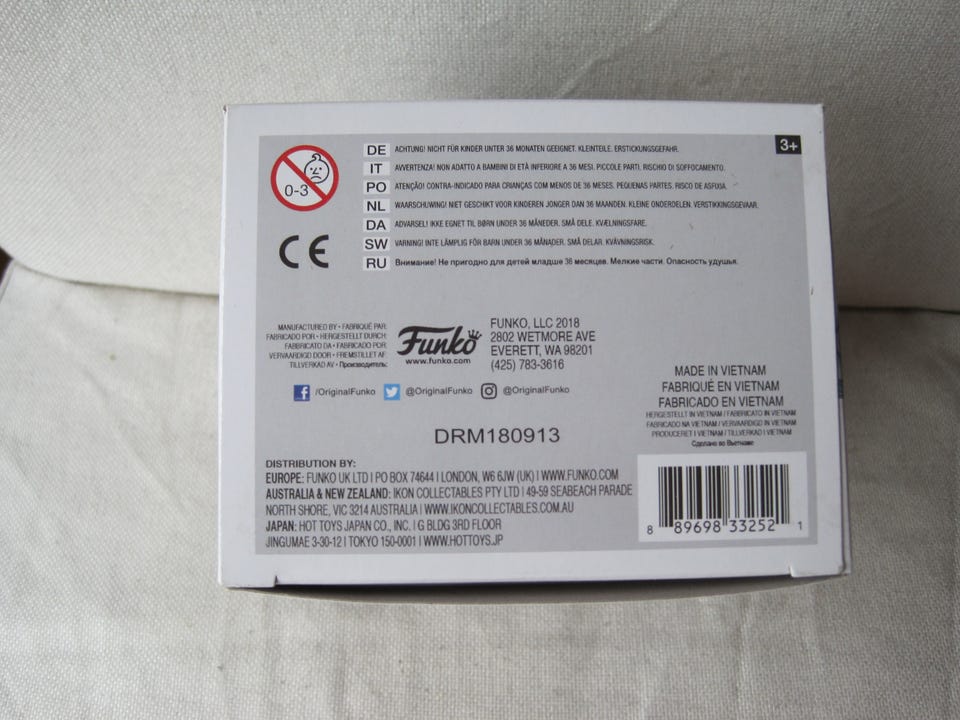 3+
0-3
DE ACHTUNG! NICHT FÜR KINDER UNTER 36 MONATEN GEEIGNET. KLEINTEILE. ERSTICKUNGSGEFAHR.
IT AVVERTENZA! NON ADATTO A BAMBINI DI ETÀ INFERIORE A 36 MESI. PICCOLE PARTI. RISCHIO DI SOFFOCAMENTO.
PO ATENÇÃO! CONTRA-INDICADO PARA CRIANÇAS COM MENOS DE 36 MESES. PEQUENAS PARTES. RISCO DE ASFIXIA.
NL WAARSCHUWING! NIET GESCHIKT VOOR KINDEREN JONGER DAN 36 MAANDEN. KLEINE ONDERDELEN. VERSTIKKINGSGEVAAR.
DA ADVARSEL! IKKE EGNET TIL BØRN UNDER 36 MÅNEDER. SMÅ DELE. KVÆLNINGSFARE.
SW VARNING! INTE LÄMPLIG FÖR BARN UNDER 36 MÅNADER. SMÅ DELAR. KVÄVNINGSRISK.
RU Внимание! Не пригодно для детей младше 36 месяцев. Мелкие части. Опасность удушья.
CE
MANUFACTURED BY • FABRIQUÉ PAR
FABRICADO POR • HERGESTELLT DURCH
FABBRICATO DA • FABRICADO POR
VERVAARDIGD DOOR • FREMSTILLET AF
TILLVERKAD AV • Производитель:
Funko
www.funko.com
FUNKO, LLC 2018
2802 WETMORE AVE
EVERETT, WA 98201
(425) 783-3616
/OriginalFunko @OriginalFunko @OriginalFunko
MADE IN VIETNAM
FABRIQUÉ EN VIETNAM
FABRICADO EN VIETNAM
HERGESTELLT IN VIETNAM / FABBRICATO IN VIETNAM
FABRICADO NA VIETNAM / VERVAARDIGD IN VIETNAM
PRODUCERET I VIETNAM / TILLVERKAD I VIETNAM
Сделано во Вьетнаме
DRM180913
DISTRIBUTION BY:
EUROPE: FUNKO UK LTD | PO BOX 74644 | LONDON, W6 6JW (UK) | WWW.FUNKO.COM
AUSTRALIA & NEW ZEALAND: IKON COLLECTABLES PTY LTD | 49-59 SEABEACH PARADE
NORTH SHORE, VIC 3214 AUSTRALIA | WWW.IKONCOLLECTABLES.COM.AU
JAPAN: HOT TOYS JAPAN CO., INC. | G BLDG 3RD FLOOR
JINGUMAE 3-30-12 | TOKYO 150-0001 | WWW.HOTTOYS.JP
8 89698 33252 1